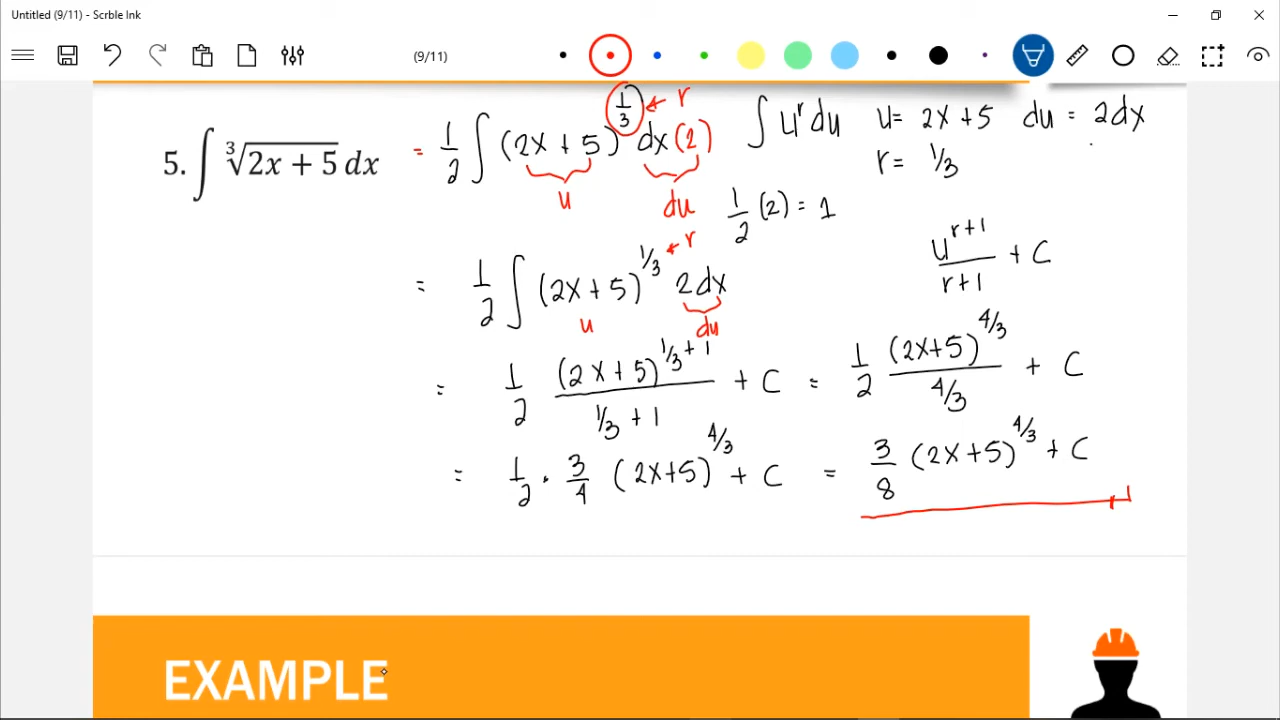 Untitled (9/11) - Scrble Ink
(9/11)
5. ∫ ∛(2x + 5) dx = 1/2 ∫ (2x + 5)^(1/3) ← r dx (2) ∫ u^r du u = 2x + 5 du = 2dx
u du r = 1/3
1/2 (2) = 1
= 1/2 ∫ (2x + 5)^(1/3) ← r 2dx u^(r+1)/(r+1) + C
u du
= 1/2 (2x + 5)^(1/3 + 1)/(1/3 + 1) + C = 1/2 (2x+5)^(4/3)/(4/3) + C
= 1/2 · 3/4 (2x+5)^(4/3) + C = 3/8 (2x+5)^(4/3) + C
EXAMPLE